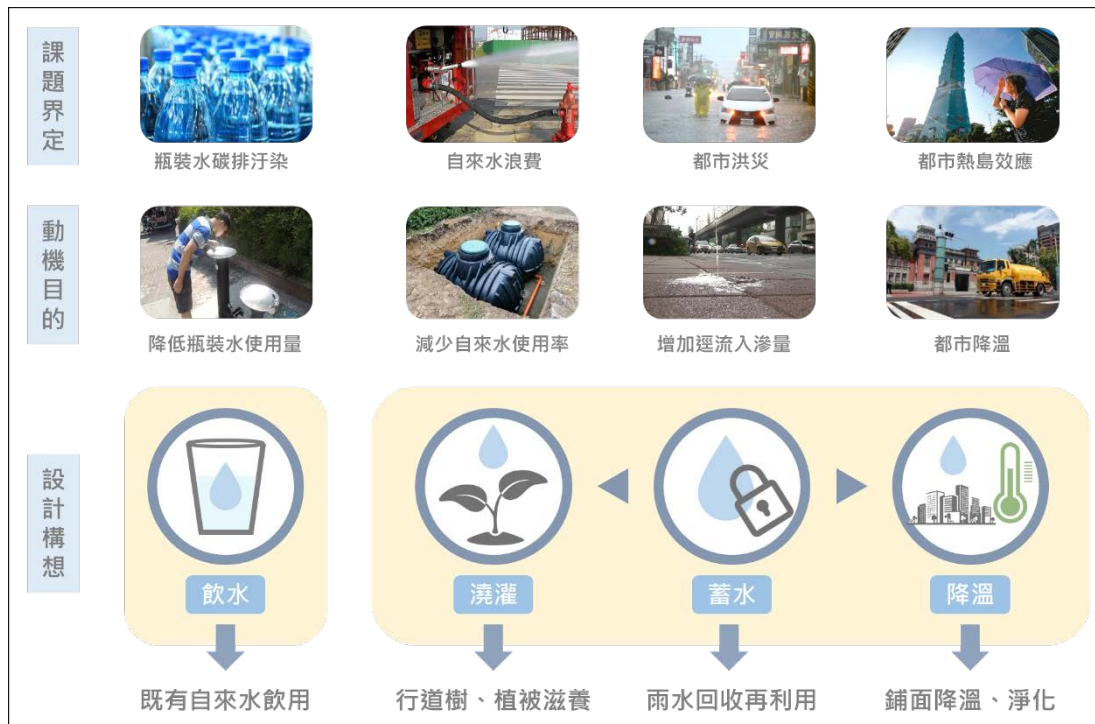 課題界定
瓶裝水碳排汙染
自來水浪費
都市洪災
都市熱島效應
動機目的
降低瓶裝水使用量
減少自來水使用率
增加逕流入滲量
都市降溫
設計構想
飲水
澆灌
蓄水
降溫
既有自來水飲用
行道樹、植被滋養
雨水回收再利用
鋪面降溫、淨化